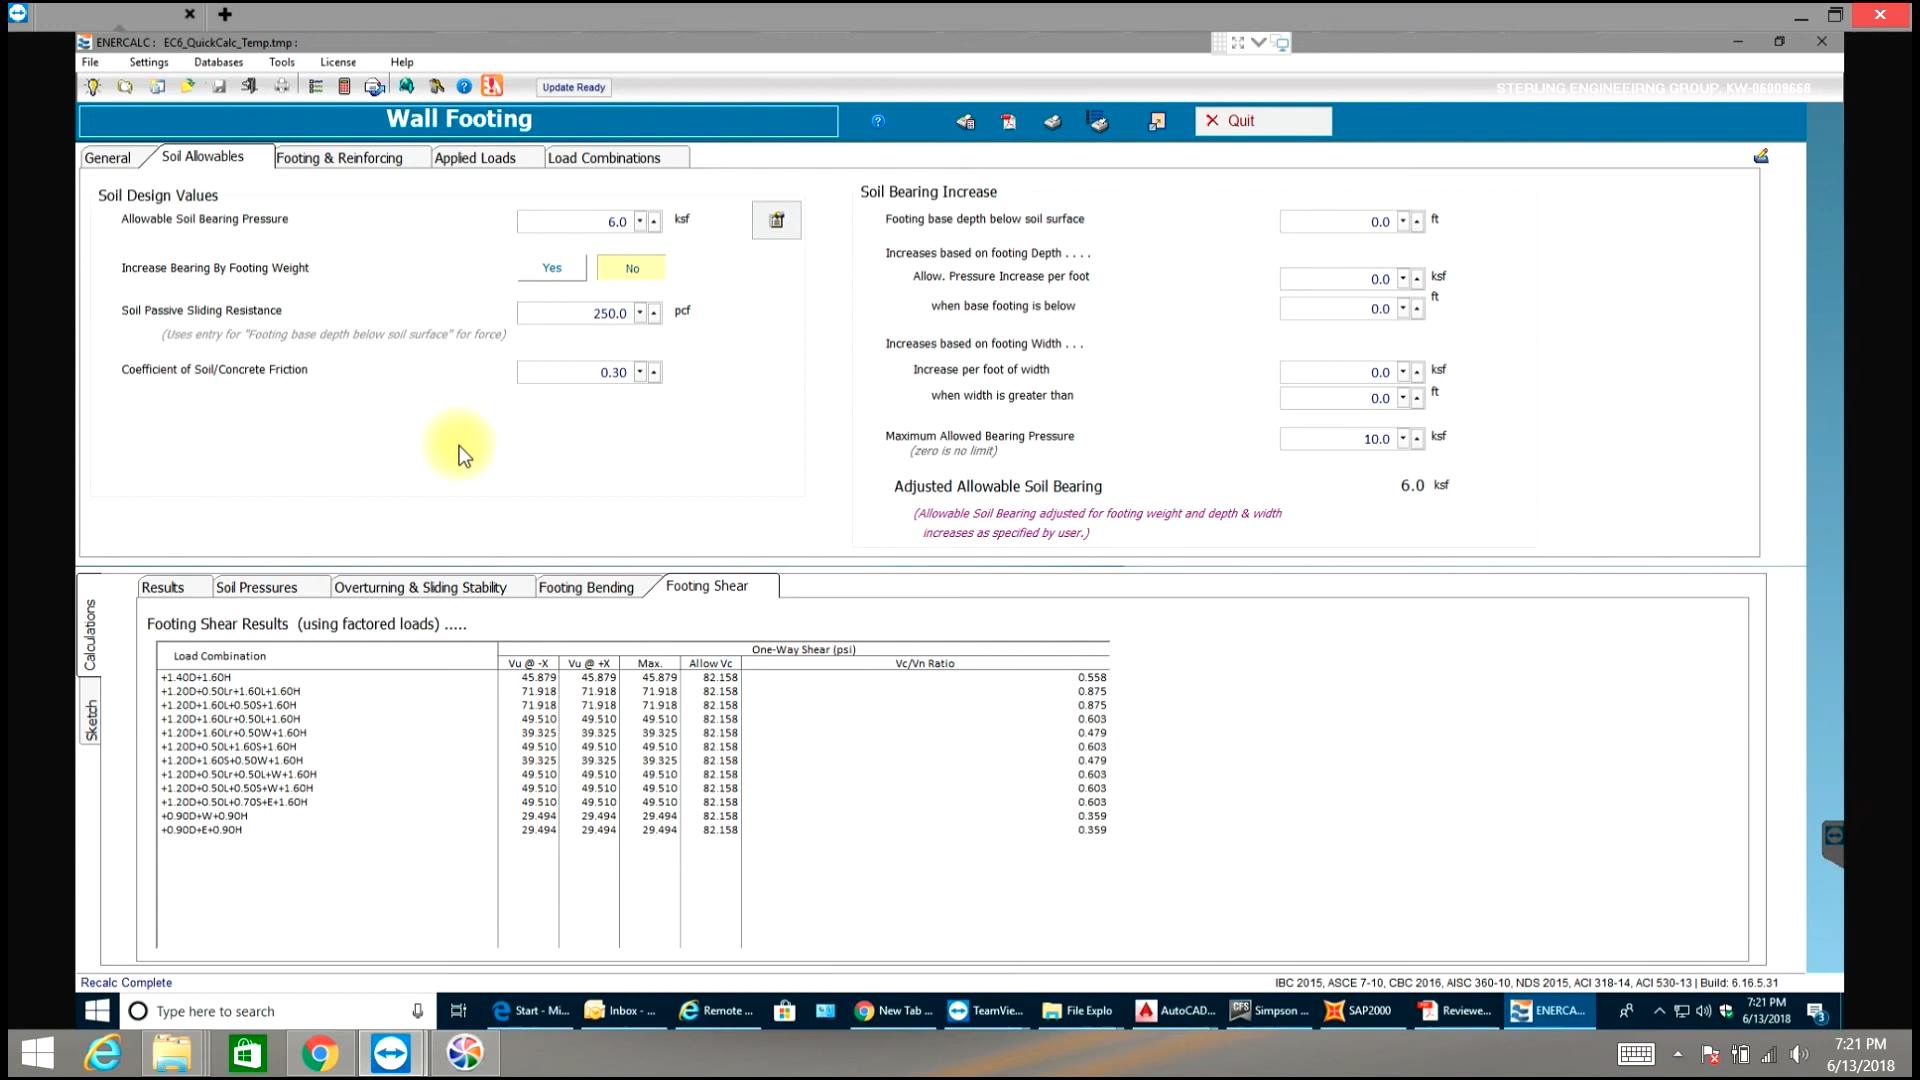 ENERCALC : EC6_QuickCalc_Temp.tmp :
File Settings Databases Tools License Help
Update Ready
STERLING ENGINEEIRNG GROUP, KW-06009668
Wall Footing
Quit
General Soil Allowables Footing & Reinforcing Applied Loads Load Combinations
Soil Design Values
Allowable Soil Bearing Pressure 6.0 ksf
Increase Bearing By Footing Weight Yes No
Soil Passive Sliding Resistance 250.0 pcf
(Uses entry for "Footing base depth below soil surface" for force)
Coefficient of Soil/Concrete Friction 0.30
Soil Bearing Increase
Footing base depth below soil surface 0.0 ft
Increases based on footing Depth . . . .
Allow. Pressure Increase per foot 0.0 ksf
when base footing is below 0.0 ft
Increases based on footing Width . . .
Increase per foot of width 0.0 ksf
when width is greater than 0.0 ft
Maximum Allowed Bearing Pressure 10.0 ksf
(zero is no limit)
Adjusted Allowable Soil Bearing 6.0 ksf
(Allowable Soil Bearing adjusted for footing weight and depth & width
increases as specified by user.)
Calculations
Sketch
Results Soil Pressures Overturning & Sliding Stability Footing Bending Footing Shear
Footing Shear Results (using factored loads) .....
Load Combination One-Way Shear (psi)
Vu @ -X Vu @ +X Max. Allow Vc Vc/Vn Ratio
+1.40D+1.60H 45.879 45.879 45.879 82.158 0.558
+1.20D+0.50Lr+1.60L+1.60H 71.918 71.918 71.918 82.158 0.875
+1.20D+1.60L+0.50S+1.60H 71.918 71.918 71.918 82.158 0.875
+1.20D+1.60Lr+0.50L+1.60H 49.510 49.510 49.510 82.158 0.603
+1.20D+1.60Lr+0.50W+1.60H 39.325 39.325 39.325 82.158 0.479
+1.20D+0.50L+1.60S+1.60H 49.510 49.510 49.510 82.158 0.603
+1.20D+1.60S+0.50W+1.60H 39.325 39.325 39.325 82.158 0.479
+1.20D+0.50Lr+0.50L+W+1.60H 49.510 49.510 49.510 82.158 0.603
+1.20D+0.50L+0.50S+W+1.60H 49.510 49.510 49.510 82.158 0.603
+1.20D+0.50L+0.70S+E+1.60H 49.510 49.510 49.510 82.158 0.603
+0.90D+W+0.90H 29.494 29.494 29.494 82.158 0.359
+0.90D+E+0.90H 29.494 29.494 29.494 82.158 0.359
Recalc Complete
IBC 2015, ASCE 7-10, CBC 2016, AISC 360-10, NDS 2015, ACI 318-14, ACI 530-13 | Build: 6.16.5.31
Type here to search
Start - Mi... Inbox - ... Remote ... New Tab ... TeamVie... File Explo AutoCAD... CFS Simpson ... SAP2000 Reviewe... ENERCA...
7:21 PM
6/13/2018
3
7:21 PM
6/13/2018